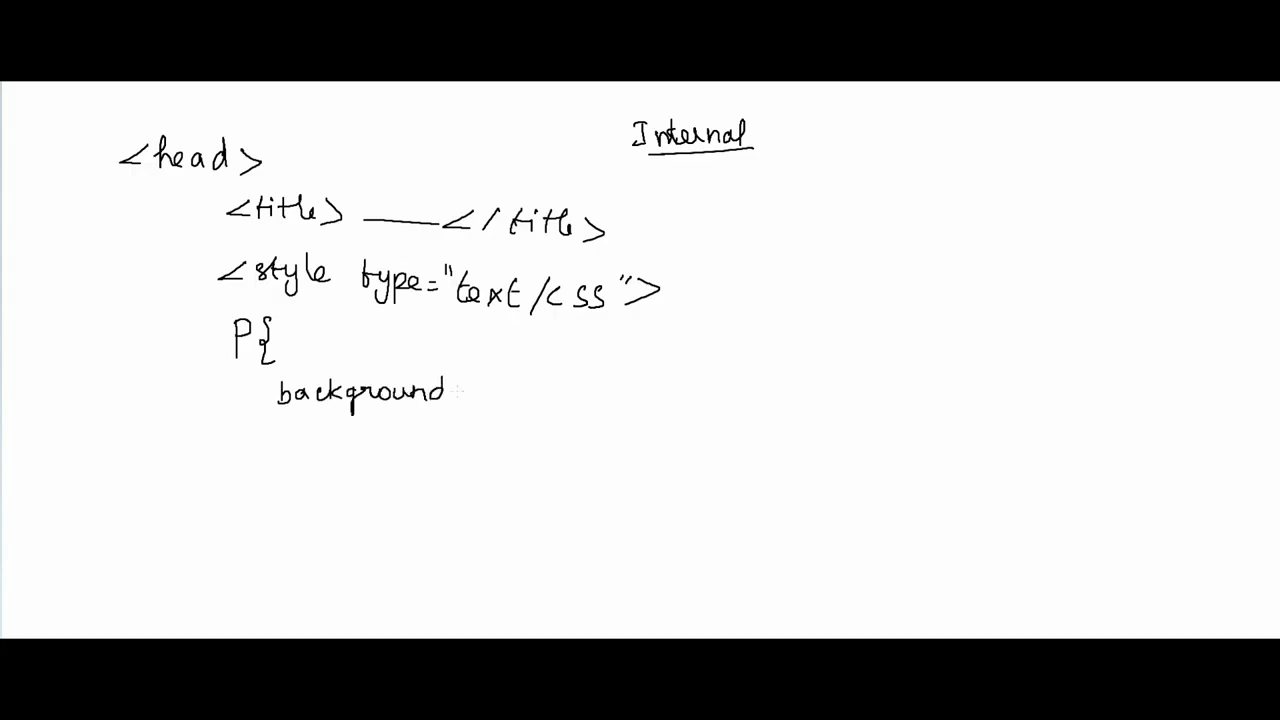 Internal
<head>
<title> ——</title>
<style type="text/css">
P{
background